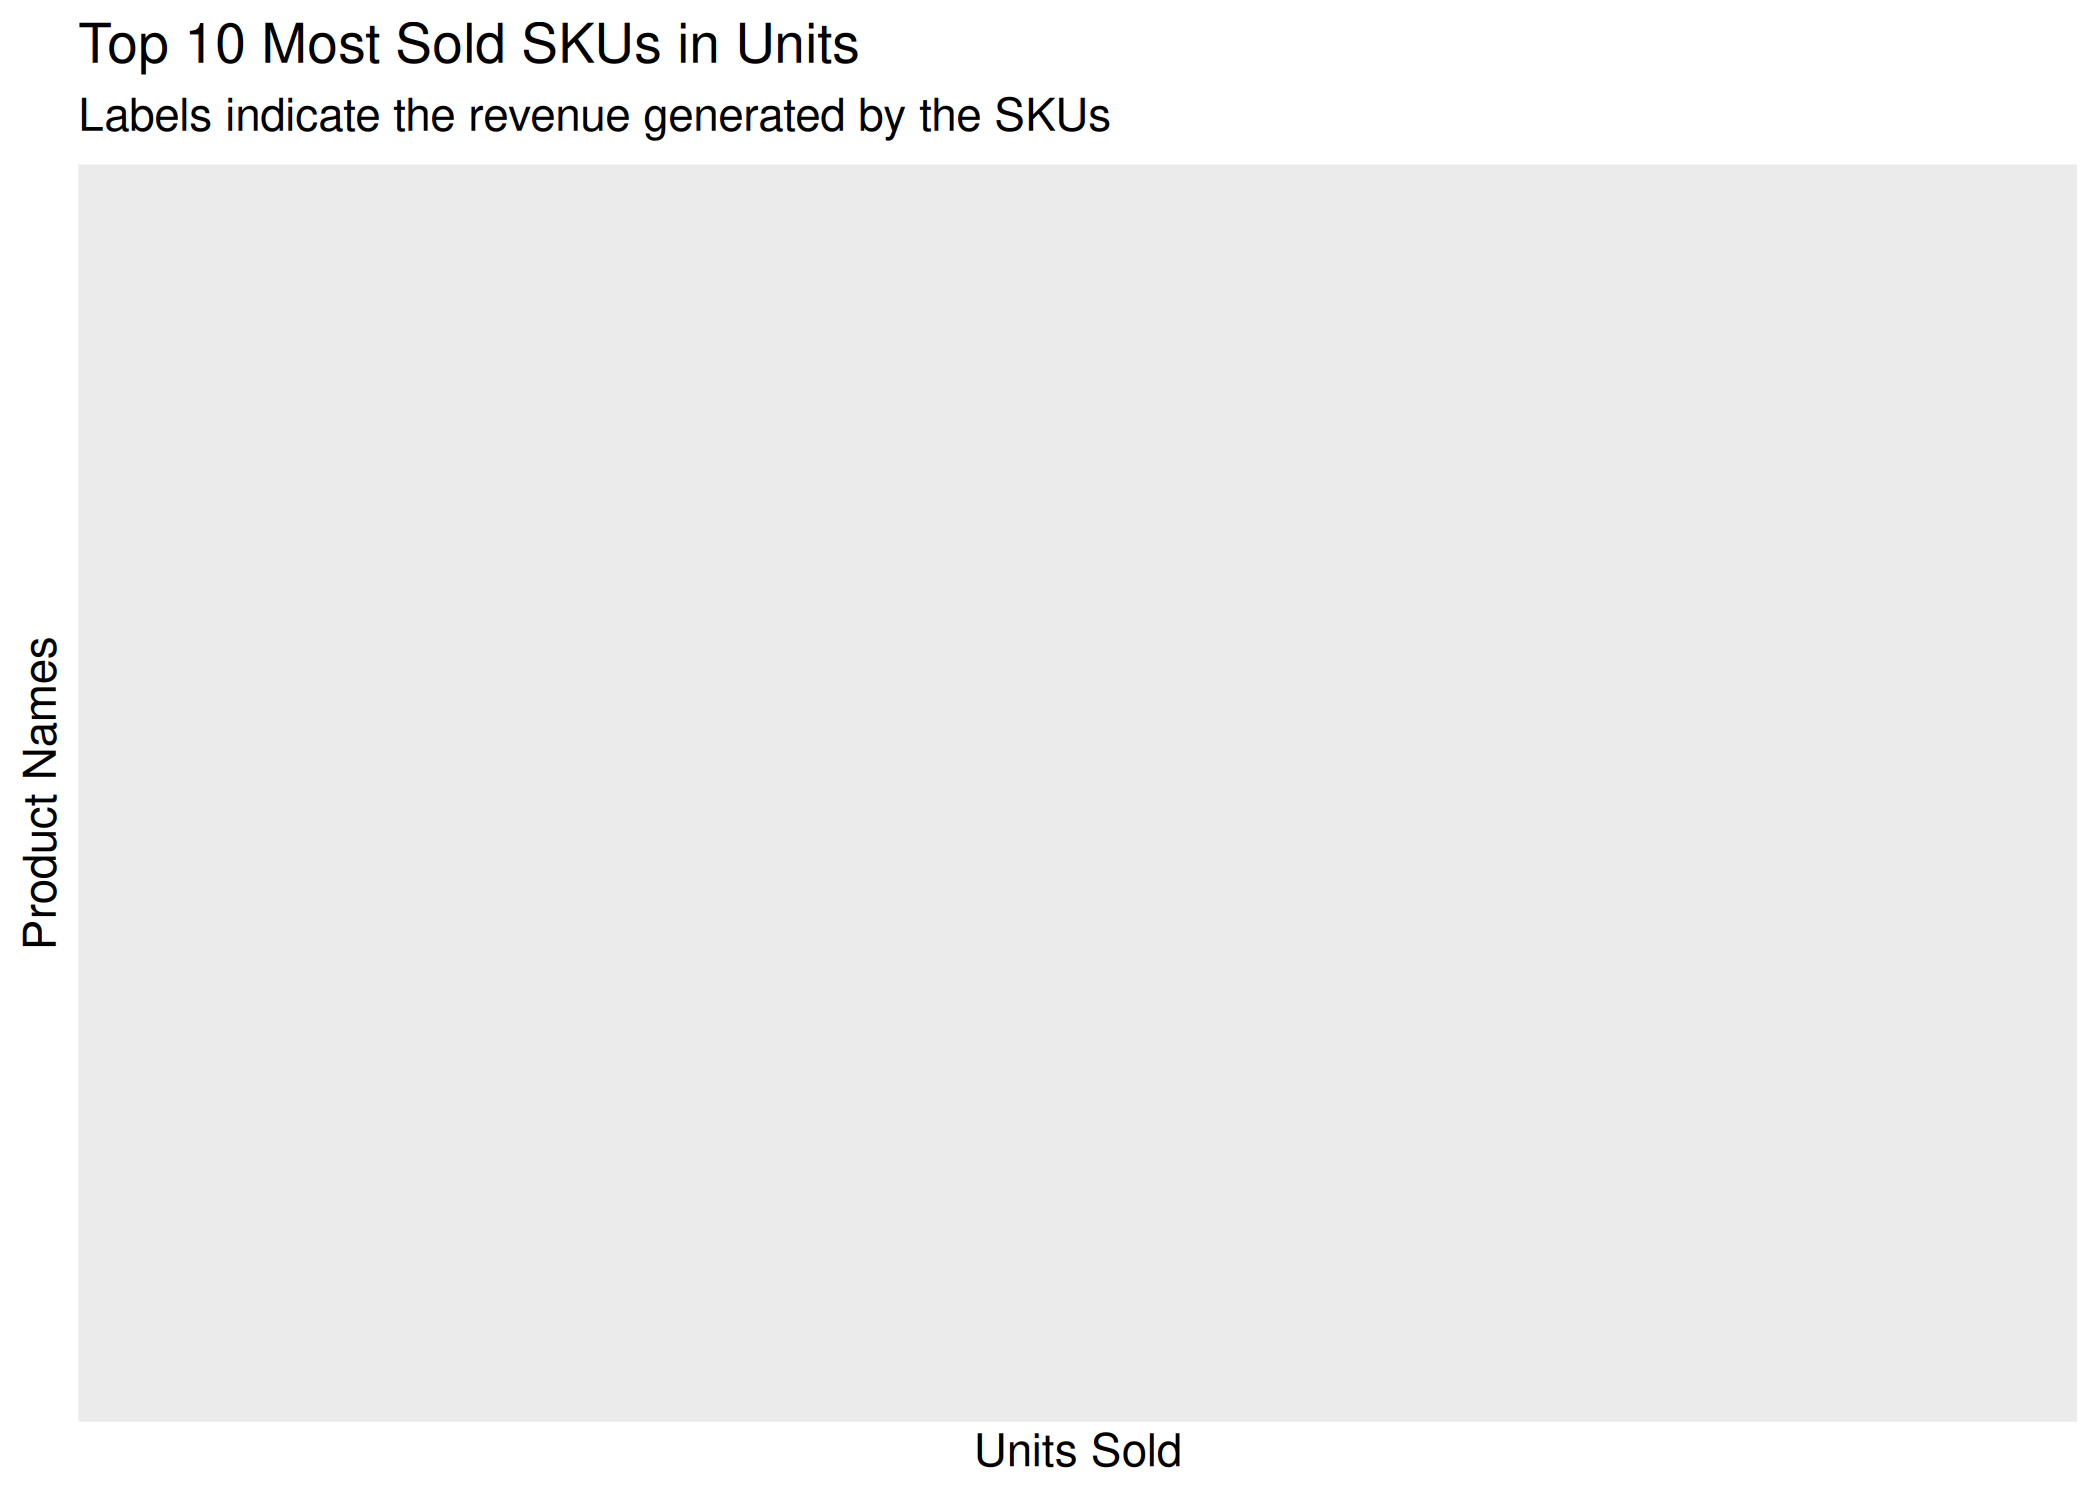 Top 10 Most Sold SKUs in Units
Labels indicate the revenue generated by the SKUs
Product Names
Units Sold